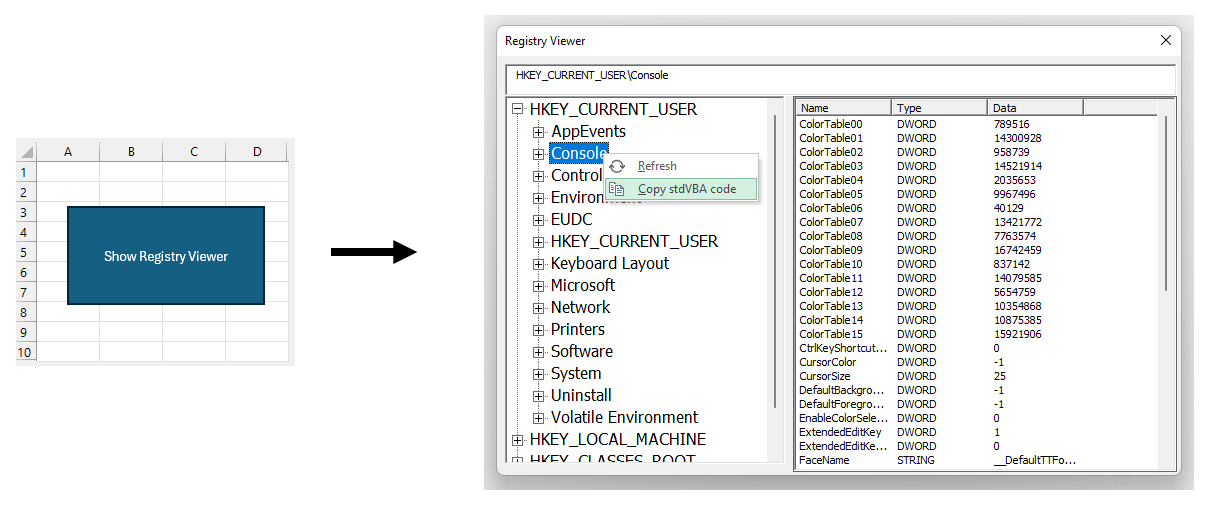 A B C D
1
2
3
4
5
6
7
8
9
10
Show Registry Viewer
Registry Viewer
HKEY_CURRENT_USER\Console
HKEY_CURRENT_USER
AppEvents
Console
Control
Environment
EUDC
HKEY_CURRENT_USER
Keyboard Layout
Microsoft
Network
Printers
Software
System
Uninstall
Volatile Environment
HKEY_LOCAL_MACHINE
HKEY_CLASSES_ROOT
Refresh
Copy stdVBA code
Name Type Data
ColorTable00 DWORD 789516
ColorTable01 DWORD 14300928
ColorTable02 DWORD 958739
ColorTable03 DWORD 14521914
ColorTable04 DWORD 2035653
ColorTable05 DWORD 9967496
ColorTable06 DWORD 40129
ColorTable07 DWORD 13421772
ColorTable08 DWORD 7763574
ColorTable09 DWORD 16742459
ColorTable10 DWORD 837142
ColorTable11 DWORD 14079585
ColorTable12 DWORD 5654759
ColorTable13 DWORD 10354868
ColorTable14 DWORD 10875385
ColorTable15 DWORD 15921906
CtrlKeyShortcut... DWORD 0
CursorColor DWORD -1
CursorSize DWORD 25
DefaultBackgro... DWORD -1
DefaultForegro... DWORD -1
EnableColorSele... DWORD 0
ExtendedEditKey DWORD 1
ExtendedEditKe... DWORD 0
FaceName STRING __DefaultTTFo...